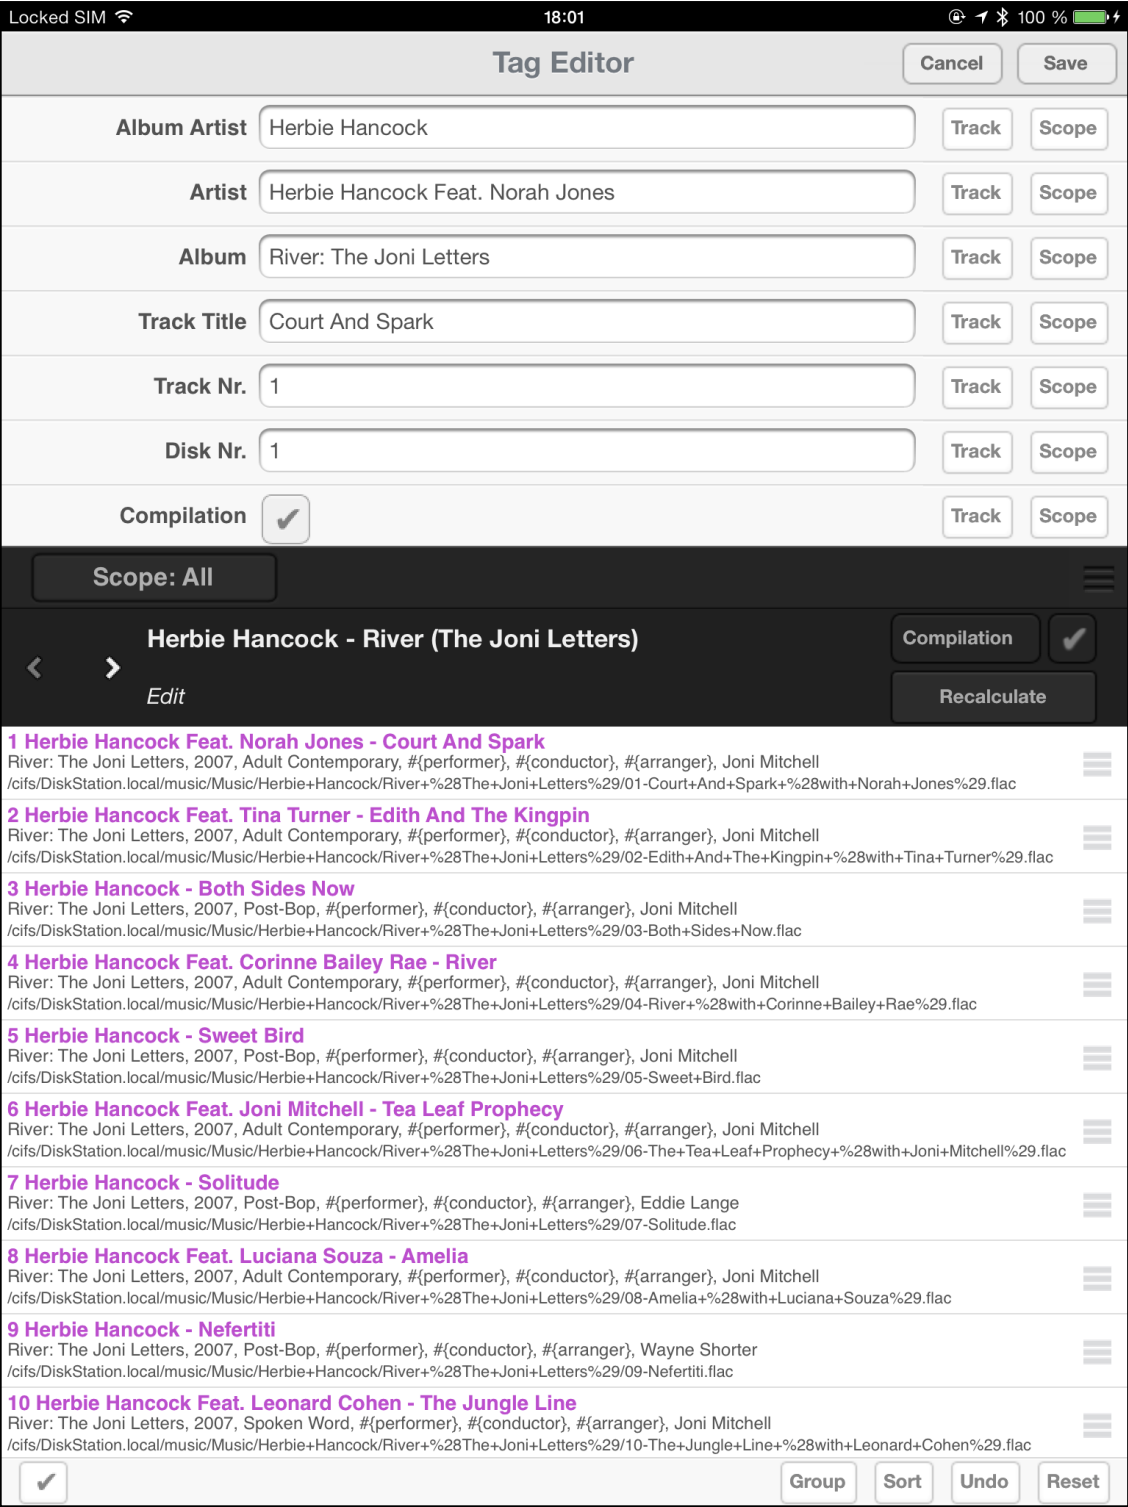 Locked SIM 18:01 100 %
Tag Editor Cancel Save
Album Artist Herbie Hancock Track Scope
Artist Herbie Hancock Feat. Norah Jones Track Scope
Album River: The Joni Letters Track Scope
Track Title Court And Spark Track Scope
Track Nr. 1 Track Scope
Disk Nr. 1 Track Scope
Compilation Track Scope
Scope: All
Herbie Hancock - River (The Joni Letters) Compilation
Edit Recalculate
1 Herbie Hancock Feat. Norah Jones - Court And Spark
River: The Joni Letters, 2007, Adult Contemporary, #{performer}, #{conductor}, #{arranger}, Joni Mitchell
/cifs/DiskStation.local/music/Music/Herbie+Hancock/River+%28The+Joni+Letters%29/01-Court+And+Spark+%28with+Norah+Jones%29.flac
2 Herbie Hancock Feat. Tina Turner - Edith And The Kingpin
River: The Joni Letters, 2007, Adult Contemporary, #{performer}, #{conductor}, #{arranger}, Joni Mitchell
/cifs/DiskStation.local/music/Music/Herbie+Hancock/River+%28The+Joni+Letters%29/02-Edith+And+The+Kingpin+%28with+Tina+Turner%29.flac
3 Herbie Hancock - Both Sides Now
River: The Joni Letters, 2007, Post-Bop, #{performer}, #{conductor}, #{arranger}, Joni Mitchell
/cifs/DiskStation.local/music/Music/Herbie+Hancock/River+%28The+Joni+Letters%29/03-Both+Sides+Now.flac
4 Herbie Hancock Feat. Corinne Bailey Rae - River
River: The Joni Letters, 2007, Adult Contemporary, #{performer}, #{conductor}, #{arranger}, Joni Mitchell
/cifs/DiskStation.local/music/Music/Herbie+Hancock/River+%28The+Joni+Letters%29/04-River+%28with+Corinne+Bailey+Rae%29.flac
5 Herbie Hancock - Sweet Bird
River: The Joni Letters, 2007, Post-Bop, #{performer}, #{conductor}, #{arranger}, Joni Mitchell
/cifs/DiskStation.local/music/Music/Herbie+Hancock/River+%28The+Joni+Letters%29/05-Sweet+Bird.flac
6 Herbie Hancock Feat. Joni Mitchell - Tea Leaf Prophecy
River: The Joni Letters, 2007, Adult Contemporary, #{performer}, #{conductor}, #{arranger}, Joni Mitchell
/cifs/DiskStation.local/music/Music/Herbie+Hancock/River+%28The+Joni+Letters%29/06-The+Tea+Leaf+Prophecy+%28with+Joni+Mitchell%29.flac
7 Herbie Hancock - Solitude
River: The Joni Letters, 2007, Post-Bop, #{performer}, #{conductor}, #{arranger}, Eddie Lange
/cifs/DiskStation.local/music/Music/Herbie+Hancock/River+%28The+Joni+Letters%29/07-Solitude.flac
8 Herbie Hancock Feat. Luciana Souza - Amelia
River: The Joni Letters, 2007, Adult Contemporary, #{performer}, #{conductor}, #{arranger}, Joni Mitchell
/cifs/DiskStation.local/music/Music/Herbie+Hancock/River+%28The+Joni+Letters%29/08-Amelia+%28with+Luciana+Souza%29.flac
9 Herbie Hancock - Nefertiti
River: The Joni Letters, 2007, Post-Bop, #{performer}, #{conductor}, #{arranger}, Wayne Shorter
/cifs/DiskStation.local/music/Music/Herbie+Hancock/River+%28The+Joni+Letters%29/09-Nefertiti.flac
10 Herbie Hancock Feat. Leonard Cohen - The Jungle Line
River: The Joni Letters, 2007, Spoken Word, #{performer}, #{conductor}, #{arranger}, Joni Mitchell
/cifs/DiskStation.local/music/Music/Herbie+Hancock/River+%28The+Joni+Letters%29/10-The+Jungle+Line+%28with+Leonard+Cohen%29.flac
Group Sort Undo Reset